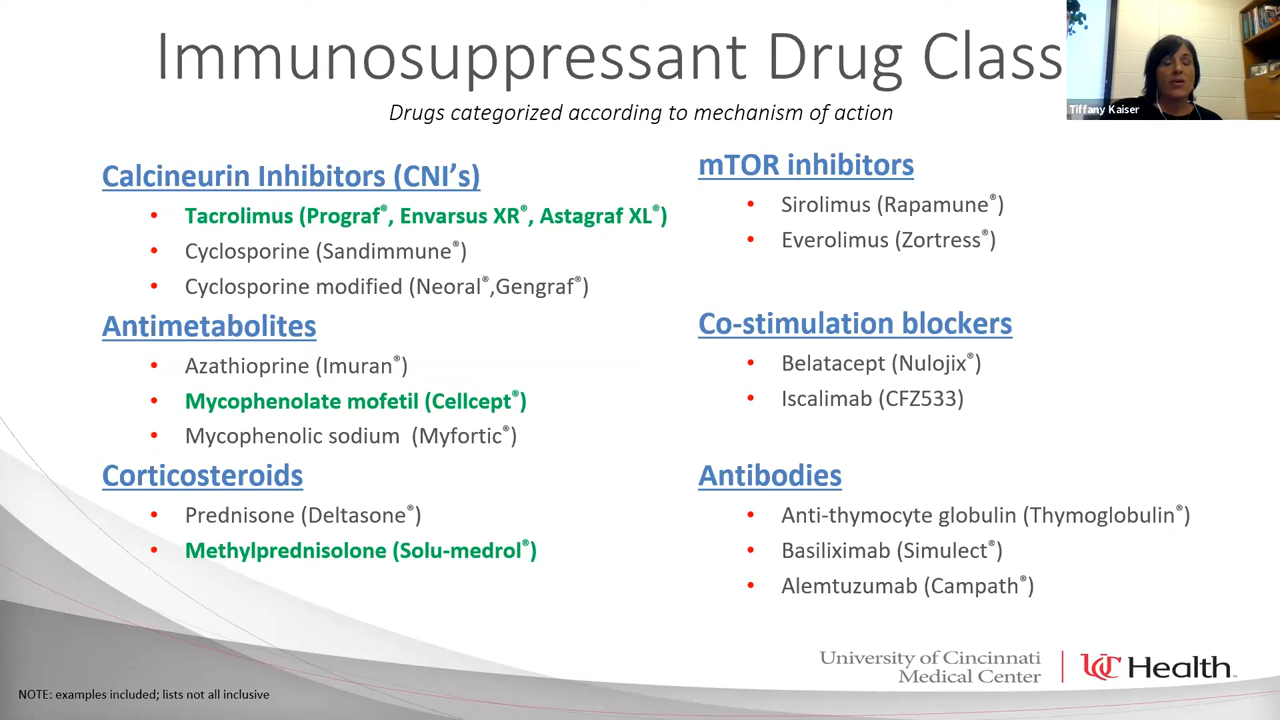 Immunosuppressant Drug Class
Drugs categorized according to mechanism of action
Tiffany Kaiser
Calcineurin Inhibitors (CNI's)
• Tacrolimus (Prograf®, Envarsus XR®, Astagraf XL®)
• Cyclosporine (Sandimmune®)
• Cyclosporine modified (Neoral®,Gengraf®)
Antimetabolites
• Azathioprine (Imuran®)
• Mycophenolate mofetil (Cellcept®)
• Mycophenolic sodium (Myfortic®)
Corticosteroids
• Prednisone (Deltasone®)
• Methylprednisolone (Solu-medrol®)
mTOR inhibitors
• Sirolimus (Rapamune®)
• Everolimus (Zortress®)
Co-stimulation blockers
• Belatacept (Nulojix®)
• Iscalimab (CFZ533)
Antibodies
• Anti-thymocyte globulin (Thymoglobulin®)
• Basiliximab (Simulect®)
• Alemtuzumab (Campath®)
University of Cincinnati
Medical Center
UC Health™
NOTE: examples included; lists not all inclusive